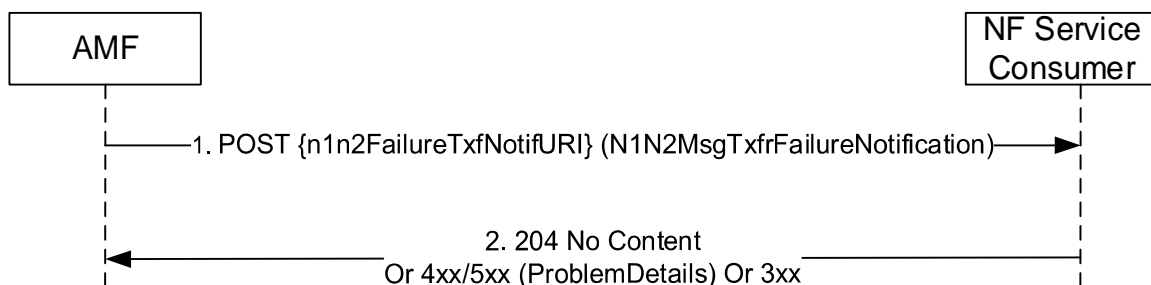 AMF
NF Service
Consumer
1. POST {n1n2FailureTxfNotifURI} (N1N2MsgTxfrFailureNotification)
2. 204 No Content
Or 4xx/5xx (ProblemDetails) Or 3xx